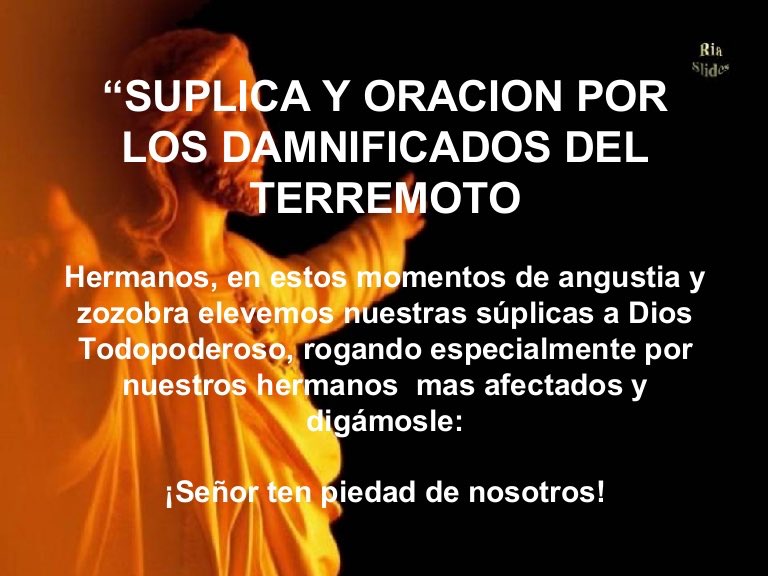 Ria
Slides
“SUPLICA Y ORACION POR
LOS DAMNIFICADOS DEL
TERREMOTO
Hermanos, en estos momentos de angustia y
zozobra elevemos nuestras súplicas a Dios
Todopoderoso, rogando especialmente por
nuestros hermanos  mas afectados y
digámosle:
¡Señor ten piedad de nosotros!